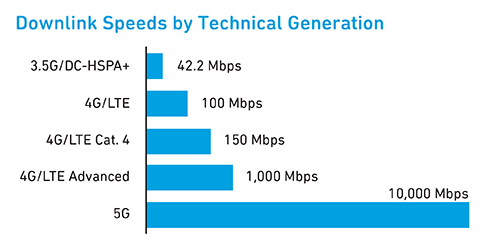 Downlink Speeds by Technical Generation
3.5G/DC-HSPA+ 42.2 Mbps
4G/LTE 100 Mbps
4G/LTE Cat. 4 150 Mbps
4G/LTE Advanced 1,000 Mbps
5G 10,000 Mbps